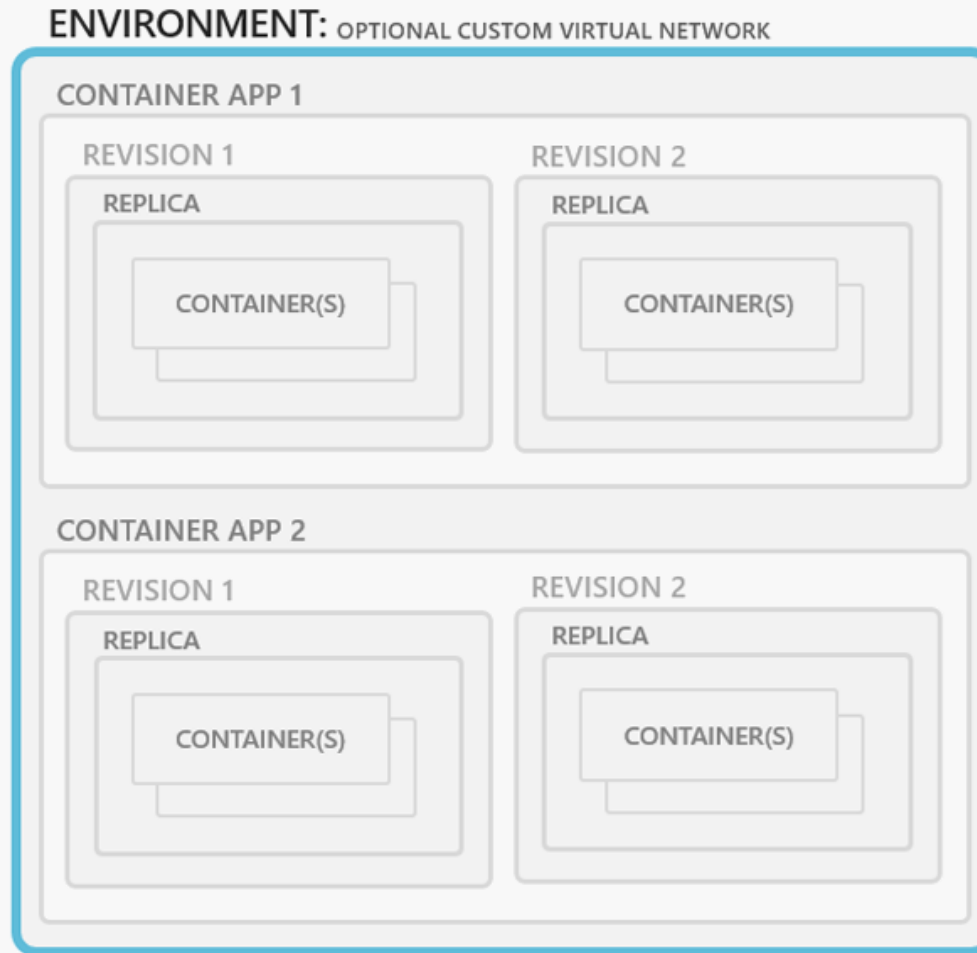 ENVIRONMENT: OPTIONAL CUSTOM VIRTUAL NETWORK
CONTAINER APP 1
REVISION 1
REVISION 2
REPLICA
REPLICA
CONTAINER(S)
CONTAINER(S)
CONTAINER APP 2
REVISION 1
REVISION 2
REPLICA
REPLICA
CONTAINER(S)
CONTAINER(S)